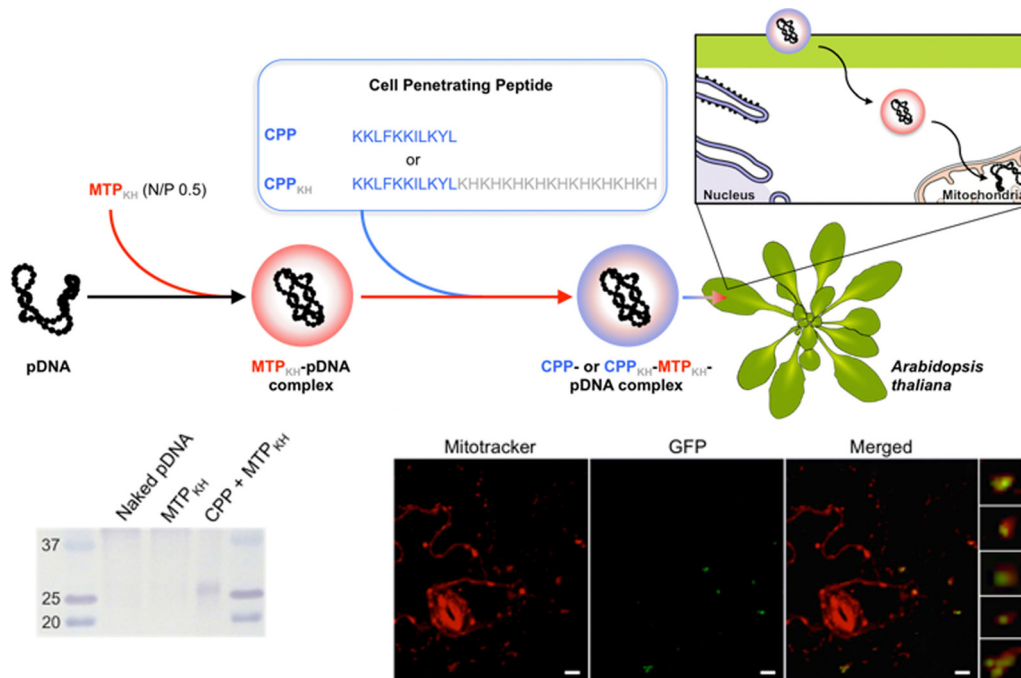 Cell Penetrating Peptide
CPP KKLFKKILKYL
or
CPPKH KKLFKKILKYLKHKHKHKHKHKHKHKHKH
MTPKH (N/P 0.5)
Nucleus
Mitochondria
pDNA
MTPKH-pDNA
complex
CPP- or CPPKH-MTPKH-
pDNA complex
Arabidopsis
thaliana
Naked pDNA
MTPKH
CPP + MTPKH
37
25
20
Mitotracker GFP Merged